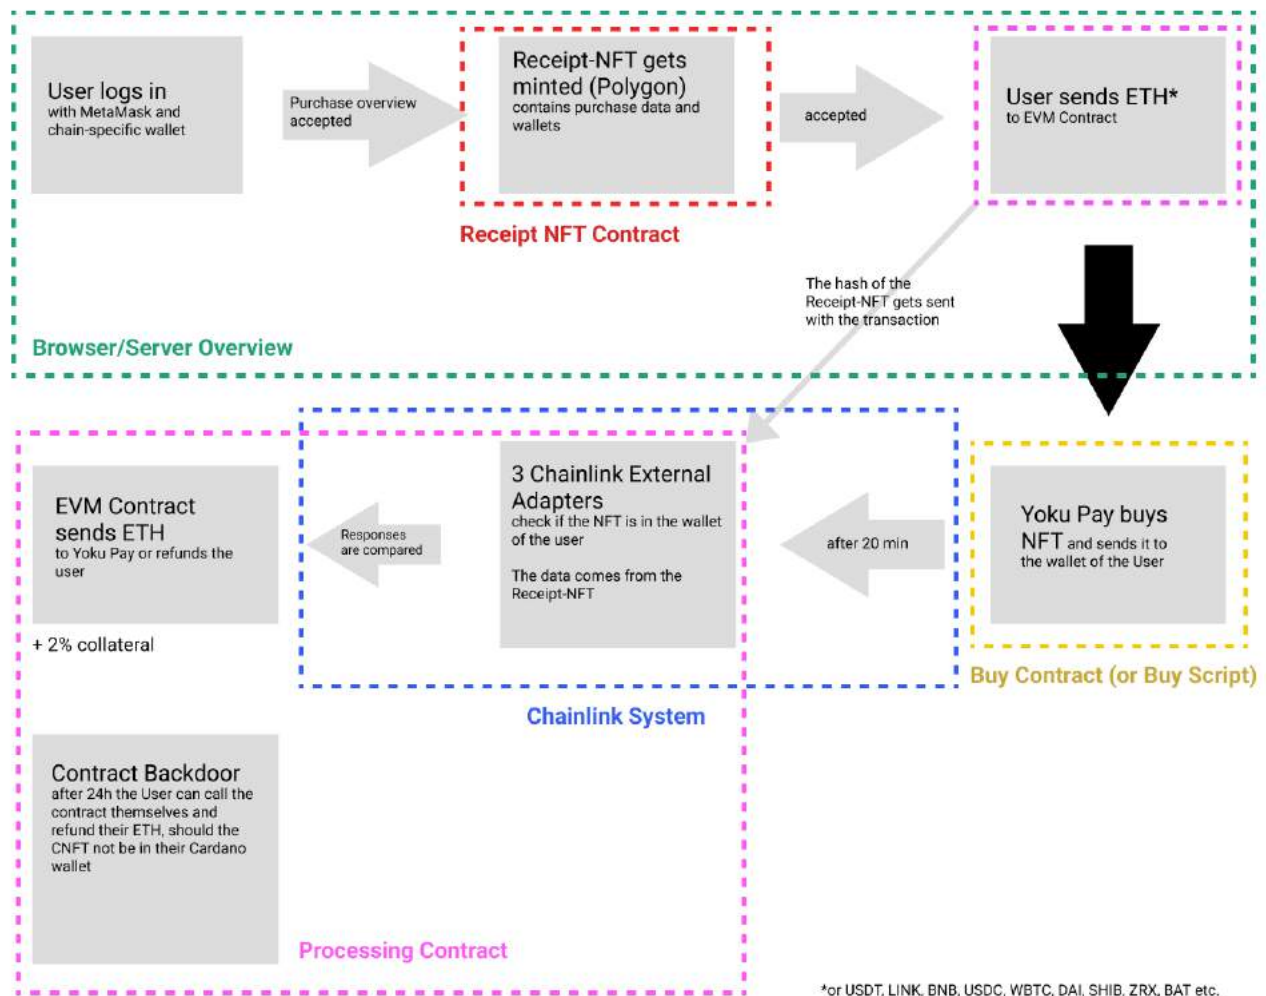 User logs in
with MetaMask and
chain-specific wallet
Purchase overview
accepted
Receipt-NFT gets
minted (Polygon)
contains purchase data and
wallets
accepted
User sends ETH*
to EVM Contract
Receipt NFT Contract
The hash of the
Receipt-NFT gets sent
with the transaction
Browser/Server Overview
EVM Contract
sends ETH
to Yoku Pay or refunds the
user
+ 2% collateral
Responses
are compared
3 Chainlink External
Adapters
check if the NFT is in the wallet
of the user
The data comes from the
Receipt-NFT
after 20 min
Yoku Pay buys
NFT and sends it to
the wallet of the User
Buy Contract (or Buy Script)
Chainlink System
Contract Backdoor
after 24h the User can call the
contract themselves and
refund their ETH, should the
CNFT not be in their Cardano
wallet
Processing Contract
*or USDT, LINK, BNB, USDC, WBTC, DAI, SHIB, ZRX, BAT etc.